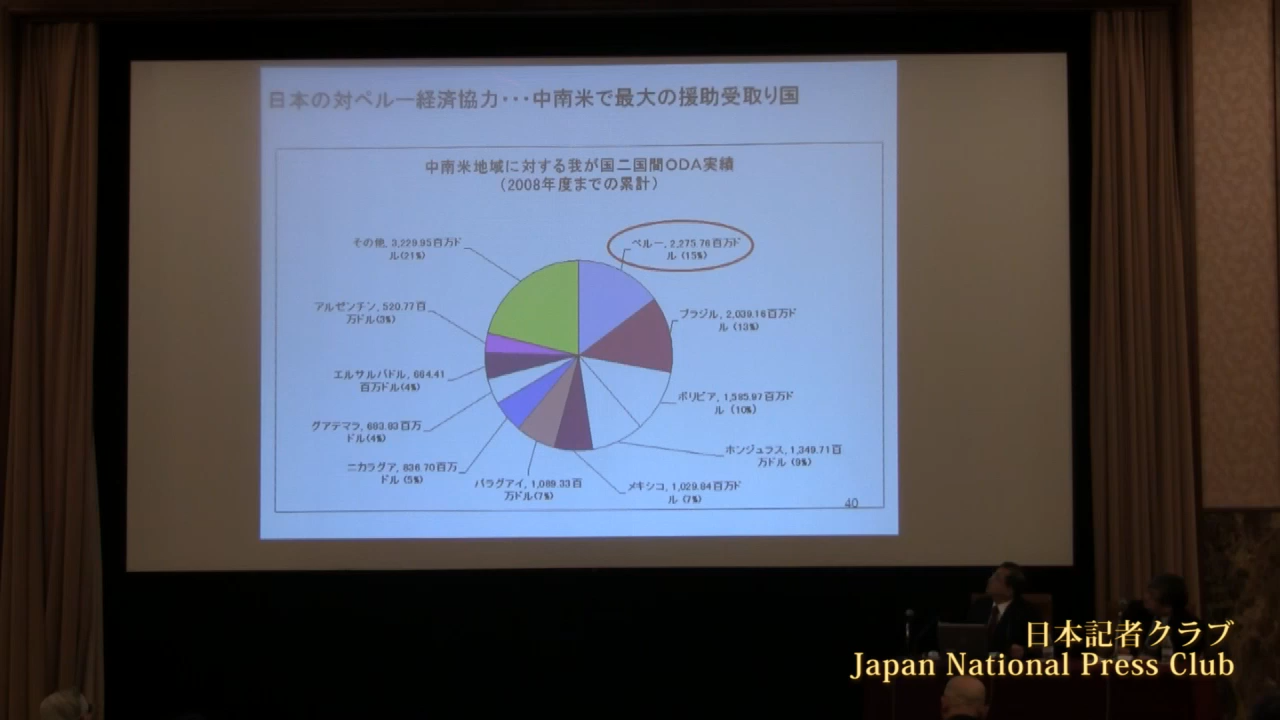 日本の対ペルー経済協力・・・中南米で最大の援助受取り国
中南米地域に対する我が国二国間ODA実績
(2008年度までの累計)
その他, 3,229.95百万ド
ル(21%)
ペルー, 2,275.76百万ド
ル (15%)
アルゼンチン, 520.77百
万ドル(3%)
ブラジル, 2,039.16百万ド
ル (13%)
エルサルバドル, 664.41
百万ドル(4%)
ボリビア, 1,585.97百万ド
ル (10%)
グアテマラ, 683.83百万
ドル(4%)
ホンジュラス, 1,349.71百
万ドル (9%)
ニカラグア, 836.70百万
ドル (5%)
パラグアイ, 1,089.33百
万ドル(7%)
メキシコ, 1,029.84百万ド
ル (7%)
40
日本記者クラブ
Japan National Press Club